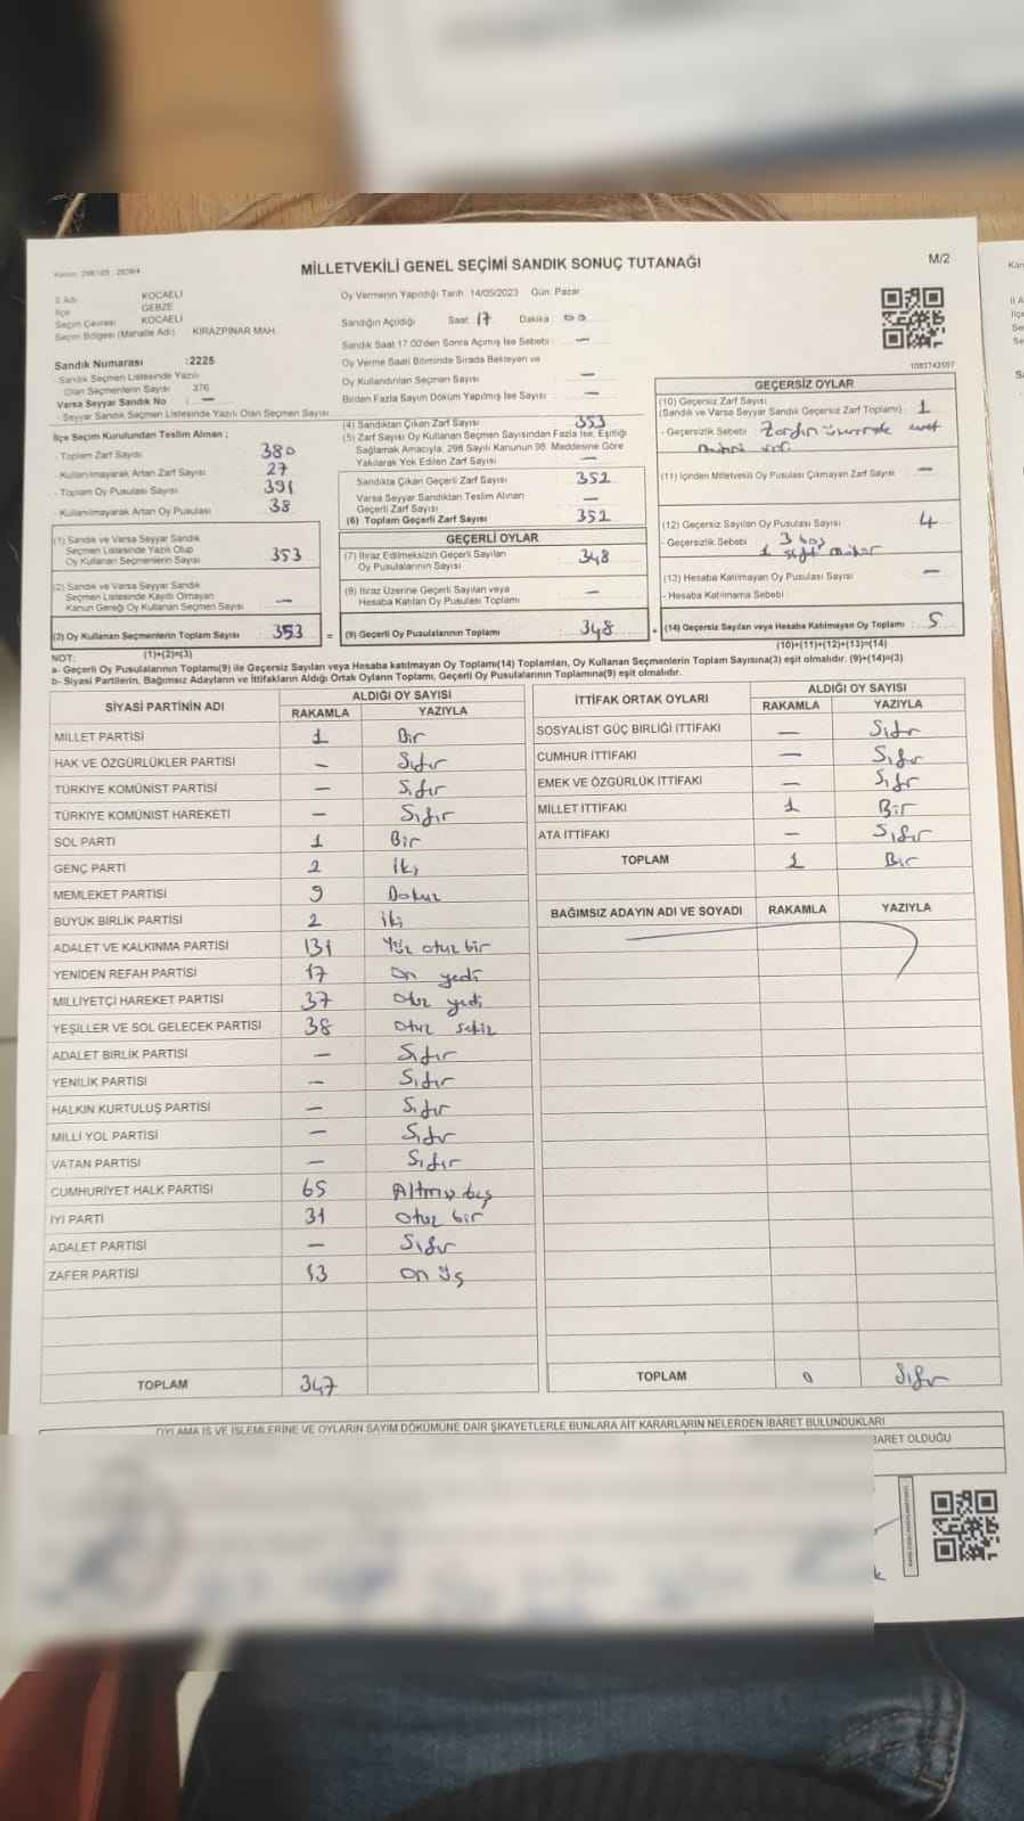 MİLLETVEKİLİ GENEL SEÇİMİ SANDIK SONUÇ TUTANAĞI
M/2
İl Adı KOCAELİ
İlçe GEBZE
Seçim Çevresi KOCAELİ
Seçim Bölgesi (Mahalle Adı) KİRAZPINAR MAH.
Oy Vermenin Yapıldığı Tarih: 14/05/2023 Gün: Pazar
Sandığın Açıldığı Saat 17 Dakika 00
Sandık Saat 17.00'den Sonra Açılmış İse Sebebi : —
Oy Verme Saati Bitiminde Sırada Bekleyen ve
Oy Kullandırılan Seçmen Sayısı —
Birden Fazla Sayım Döküm Yapılmış İse Sayısı —
Sandık Numarası :2225
Sandık Seçmen Listesinde Yazılı
Olan Seçmenlerin Sayısı 376
Varsa Seyyar Sandık No : —
- Seyyar Sandık Seçmen Listesinde Yazılı Olan Seçmen Sayısı
İlçe Seçim Kurulundan Teslim Alınan ;
- Toplam Zarf Sayısı 380
- Kullanılmayarak Artan Zarf Sayısı 27
- Toplam Oy Pusulası Sayısı 391
- Kullanılmayarak Artan Oy Pusulası 38
(1) Sandık ve Varsa Seyyar Sandık
Seçmen Listesinde Yazılı Olup
Oy Kullanan Seçmenlerin Sayısı 353
(2) Sandık ve Varsa Seyyar Sandık
Seçmen Listesinde Kaydı Olmayan
Kanun Gereği Oy Kullanan Seçmen Sayısı —
(3) Oy Kullanan Seçmenlerin Toplam Sayısı 353 =
(1)+(2)=(3)
(4) Sandıktan Çıkan Zarf Sayısı 353
(5) Zarf Sayısı Oy Kullanan Seçmen Sayısından Fazla İse, Eşitliği
Sağlamak Amacıyla; 298 Sayılı Kanunun 98. Maddesine Göre
Yakılarak Yok Edilen Zarf Sayısı —
Sandıkta Çıkan Geçerli Zarf Sayısı 352
Varsa Seyyar Sandıktan Teslim Alınan
Geçerli Zarf Sayısı —
(6) Toplam Geçerli Zarf Sayısı 352
GEÇERLİ OYLAR
(7) İtiraz Edilmeksizin Geçerli Sayılan
Oy Pusulalarının Sayısı 348
(8) İtiraz Üzerine Geçerli Sayılan veya
Hesaba Katılan Oy Pusulası Toplamı —
(9) Geçerli Oy Pusulalarının Toplamı 348 +
1083743597
GEÇERSİZ OYLAR
(10) Geçersiz Zarf Sayısı
(Sandık ve Varsa Seyyar Sandık Geçersiz Zarf Toplamı) : 1
- Geçersizlik Sebebi : Zarfın üzerinde evet
mührü var.
(11) İçinden Milletvekili Oy Pusulası Çıkmayan Zarf Sayısı —
(12) Geçersiz Sayılan Oy Pusulası Sayısı 4
- Geçersizlik Sebebi 3 boş
1 çift mühür
(13) Hesaba Katılmayan Oy Pusulası Sayısı —
- Hesaba Katılmama Sebebi
(14) Geçersiz Sayılan veya Hesaba Katılmayan Oy Toplamı : 5
(10)+(11)+(12)+(13)=(14)
NOT:
a- Geçerli Oy Pusulalarının Toplamı(9) ile Geçersiz Sayılan veya Hesaba katılmayan Oy Toplamı(14) Toplamları, Oy Kullanan Seçmenlerin Toplam Sayısına(3) eşit olmalıdır. (9)+(14)=(3)
b- Siyasi Partilerin, Bağımsız Adayların ve İttifakların Aldığı Ortak Oyların Toplamı, Geçerli Oy Pusulalarının Toplamına(9) eşit olmalıdır.
SİYASİ PARTİNİN ADI ALDIĞI OY SAYISI
RAKAMLA YAZIYLA
MİLLET PARTİSİ 1 Bir
HAK VE ÖZGÜRLÜKLER PARTİSİ — Sıfır
TÜRKİYE KOMÜNİST PARTİSİ — Sıfır
TÜRKİYE KOMÜNİST HAREKETİ — Sıfır
SOL PARTİ 1 Bir
GENÇ PARTİ 2 İki
MEMLEKET PARTİSİ 9 Dokuz
BÜYÜK BİRLİK PARTİSİ 2 İki
ADALET VE KALKINMA PARTİSİ 131 Yüz otuz bir
YENİDEN REFAH PARTİSİ 17 On yedi
MİLLİYETÇİ HAREKET PARTİSİ 37 Otuz yedi
YEŞİLLER VE SOL GELECEK PARTİSİ 38 Otuz sekiz
ADALET BİRLİK PARTİSİ — Sıfır
YENİLİK PARTİSİ — Sıfır
HALKIN KURTULUŞ PARTİSİ — Sıfır
MİLLİ YOL PARTİSİ — Sıfır
VATAN PARTİSİ — Sıfır
CUMHURİYET HALK PARTİSİ 65 Altmış beş
İYİ PARTİ 31 Otuz bir
ADALET PARTİSİ — Sıfır
ZAFER PARTİSİ 13 On üç
TOPLAM 347
İTTİFAK ORTAK OYLARI ALDIĞI OY SAYISI
RAKAMLA YAZIYLA
SOSYALİST GÜÇ BİRLİĞİ İTTİFAKI — Sıfır
CUMHUR İTTİFAKI — Sıfır
EMEK VE ÖZGÜRLÜK İTTİFAKI — Sıfır
MİLLET İTTİFAKI 1 Bir
ATA İTTİFAKI — Sıfır
TOPLAM 1 Bir
BAĞIMSIZ ADAYIN ADI VE SOYADI RAKAMLA YAZIYLA
TOPLAM 0 Sıfır
OYLAMA İŞ VE İŞLEMLERİNE VE OYLARIN SAYIM DÖKÜMÜNE DAİR ŞİKAYETLERLE BUNLARA AİT KARARLARIN NELERDEN İBARET BULUNDUKLARI
BARET OLDUĞU